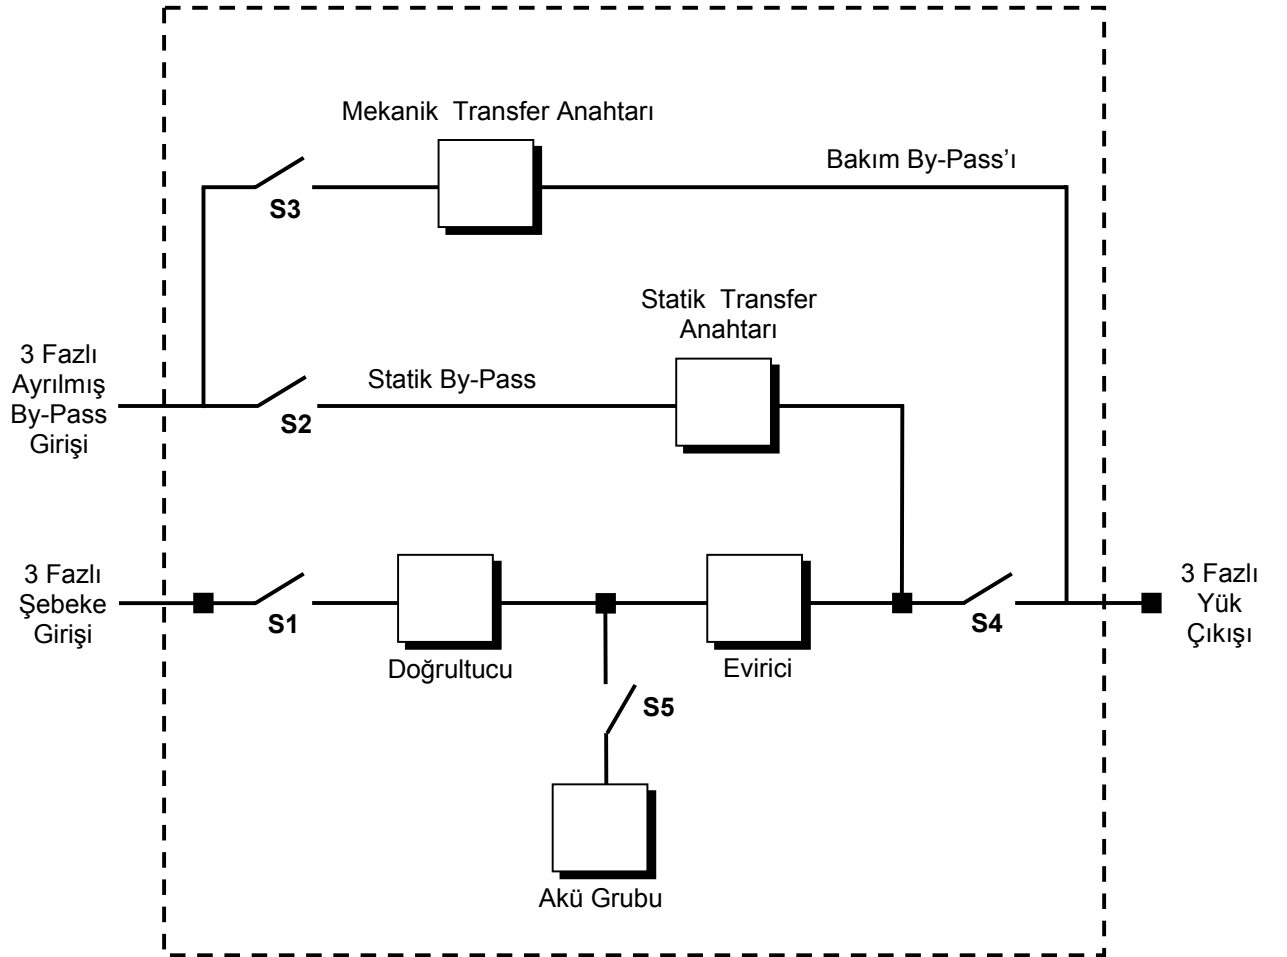 Mekanik Transfer Anahtarı
Bakım By-Pass’ı
S3
Statik Transfer
Anahtarı
3 Fazlı
Ayrılmış
By-Pass
Girişi
Statik By-Pass
S2
3 Fazlı
Şebeke
Girişi
S1
Doğrultucu
Evirici
S4
3 Fazlı
Yük
Çıkışı
S5
Akü Grubu